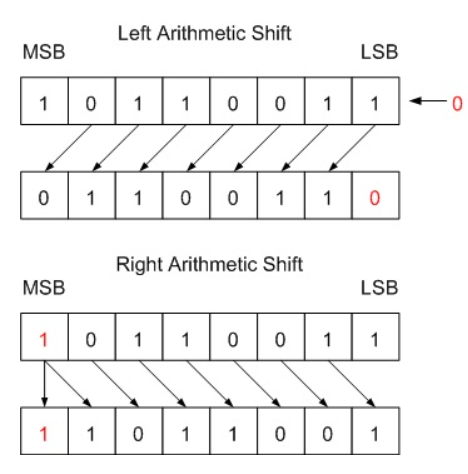 Left Arithmetic Shift
MSB LSB
1 0 1 1 0 0 1 1 0
0 1 1 0 0 1 1 0
Right Arithmetic Shift
MSB LSB
1 0 1 1 0 0 1 1
1 1 0 1 1 0 0 1